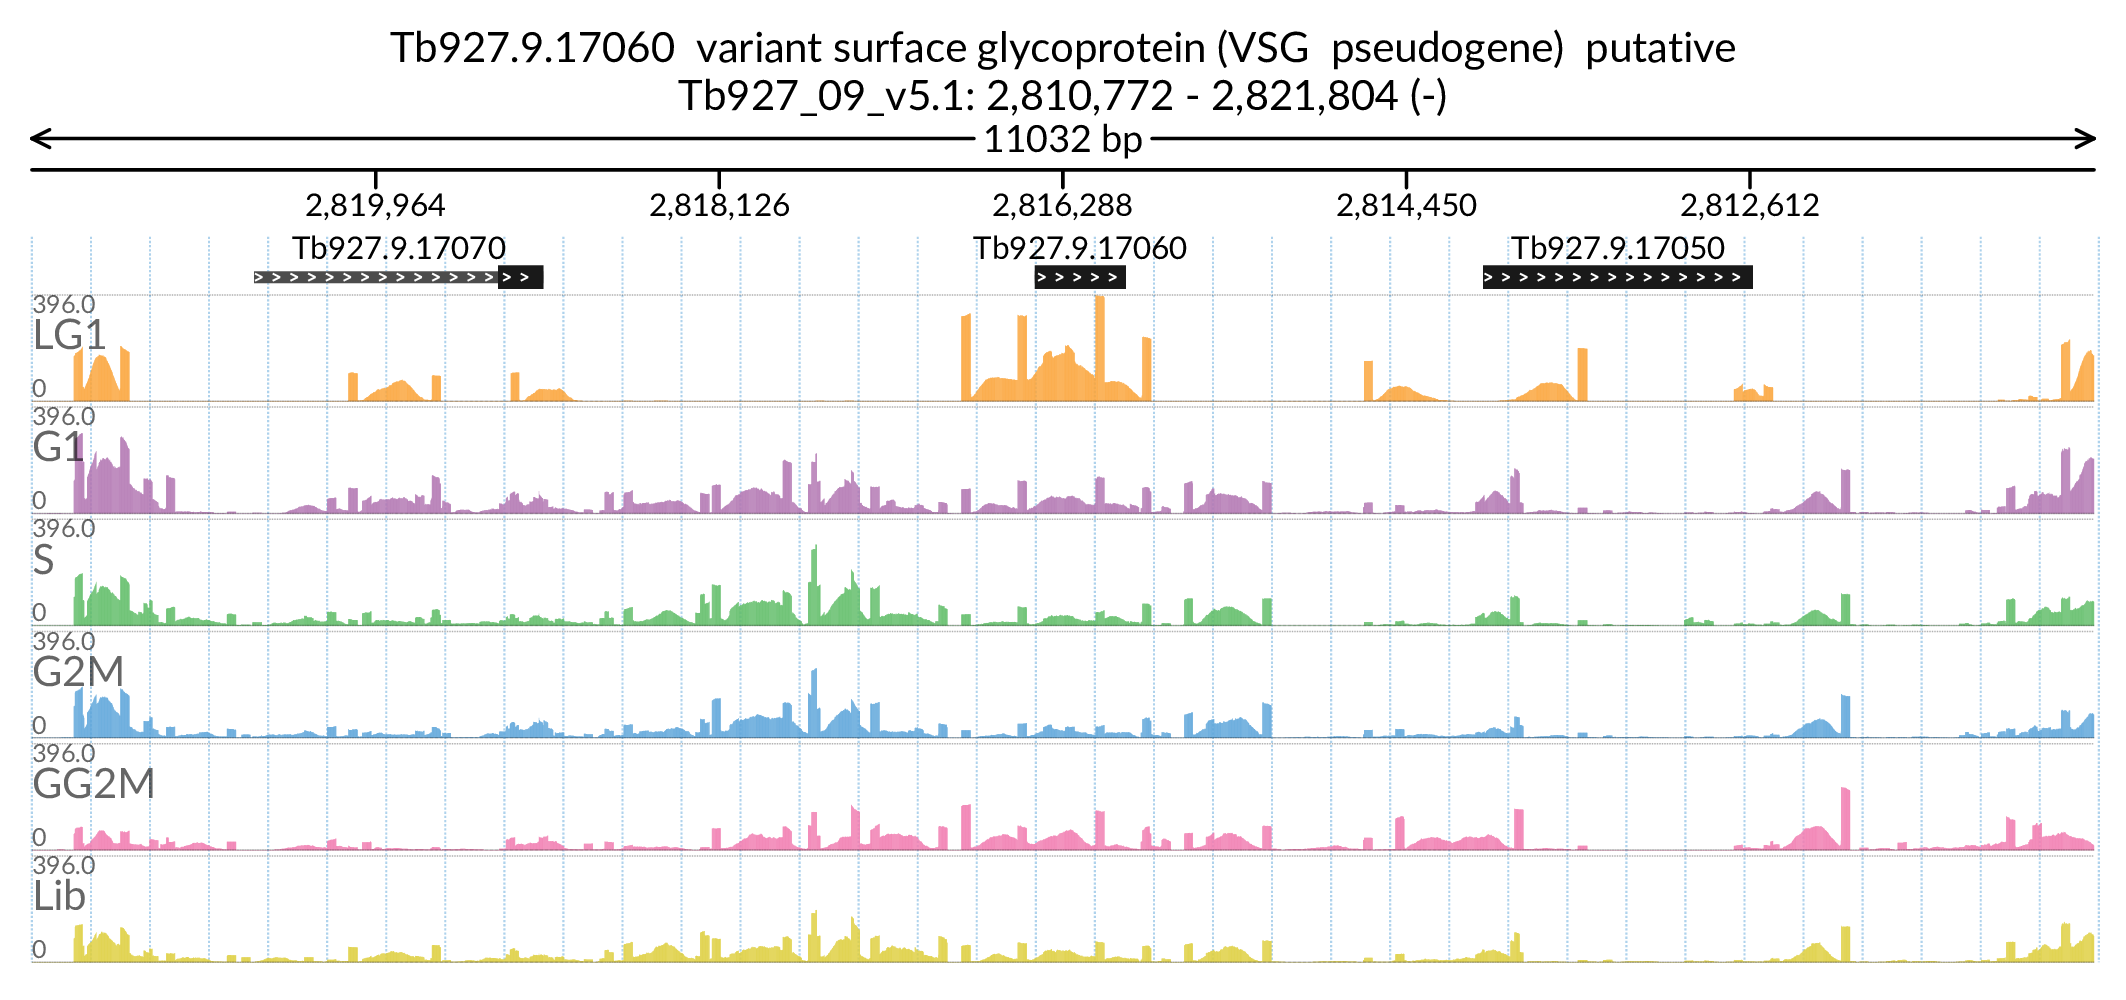 Tb927.9.17060  variant surface glycoprotein (VSG  pseudogene)  putative
Tb927_09_v5.1: 2,810,772 - 2,821,804 (-)
11032 bp
2,819,964 2,818,126 2,816,288 2,814,450 2,812,612
Tb927.9.17070 Tb927.9.17060 Tb927.9.17050
396.0
LG1
0
396.0
G1
0
396.0
S
0
396.0
G2M
0
396.0
GG2M
0
396.0
Lib
0